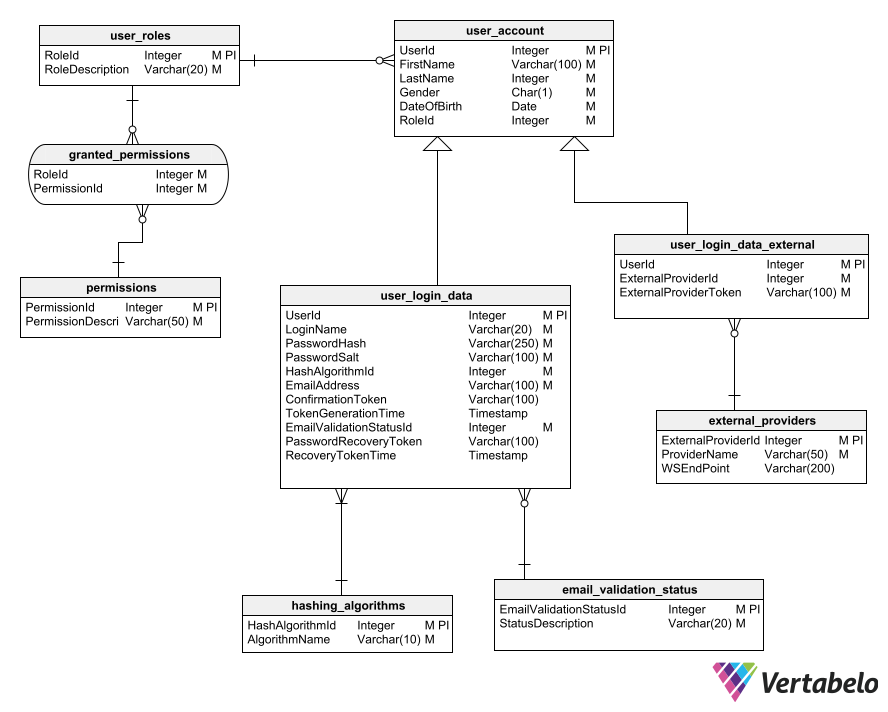 user_roles
RoleId Integer M PI
RoleDescription Varchar(20) M
user_account
UserId Integer M PI
FirstName Varchar(100) M
LastName Integer M
Gender Char(1) M
DateOfBirth Date M
RoleId Integer M
granted_permissions
RoleId Integer M
PermissionId Integer M
permissions
PermissionId Integer M PI
PermissionDescri Varchar(50) M
user_login_data_external
UserId Integer M PI
ExternalProviderId Integer M
ExternalProviderToken Varchar(100) M
user_login_data
UserId Integer M PI
LoginName Varchar(20) M
PasswordHash Varchar(250) M
PasswordSalt Varchar(100) M
HashAlgorithmId Integer M
EmailAddress Varchar(100) M
ConfirmationToken Varchar(100)
TokenGenerationTime Timestamp
EmailValidationStatusId Integer M
PasswordRecoveryToken Varchar(100)
RecoveryTokenTime Timestamp
external_providers
ExternalProviderId Integer M PI
ProviderName Varchar(50) M
WSEndPoint Varchar(200)
hashing_algorithms
HashAlgorithmId Integer M PI
AlgorithmName Varchar(10) M
email_validation_status
EmailValidationStatusId Integer M PI
StatusDescription Varchar(20) M
Vertabelo